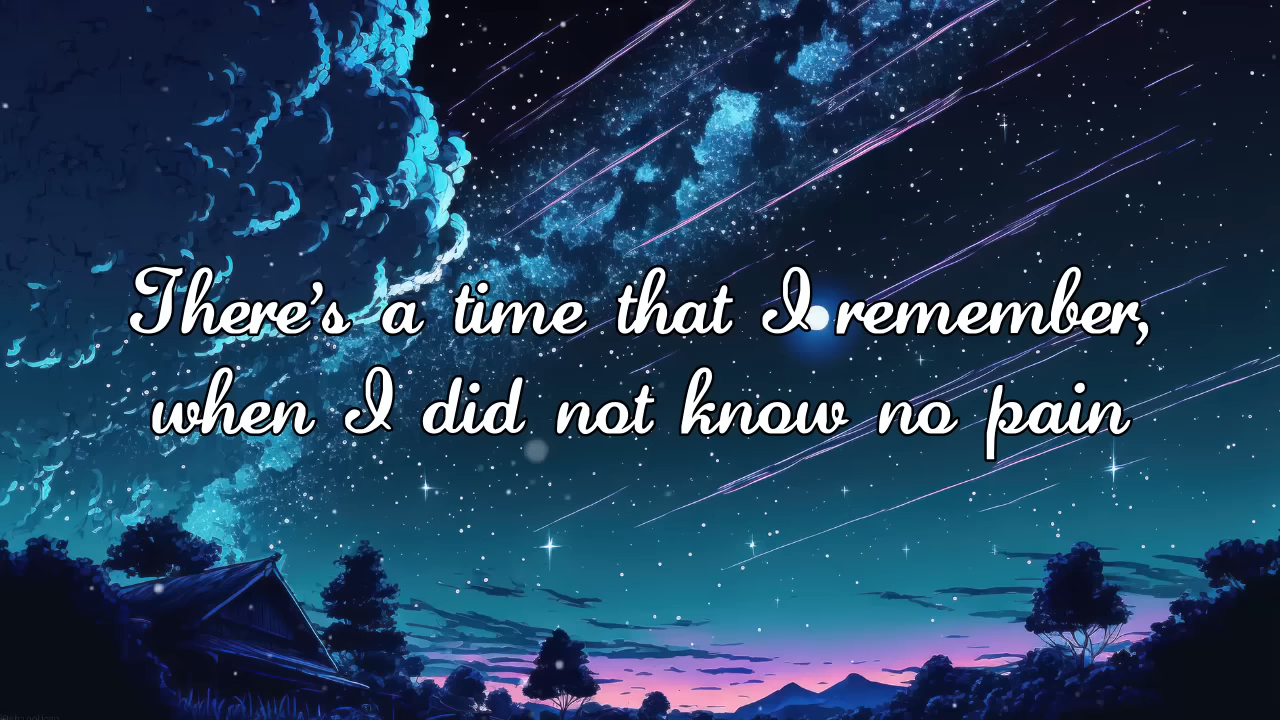 There's a time that I remember,
when I did not know no pain